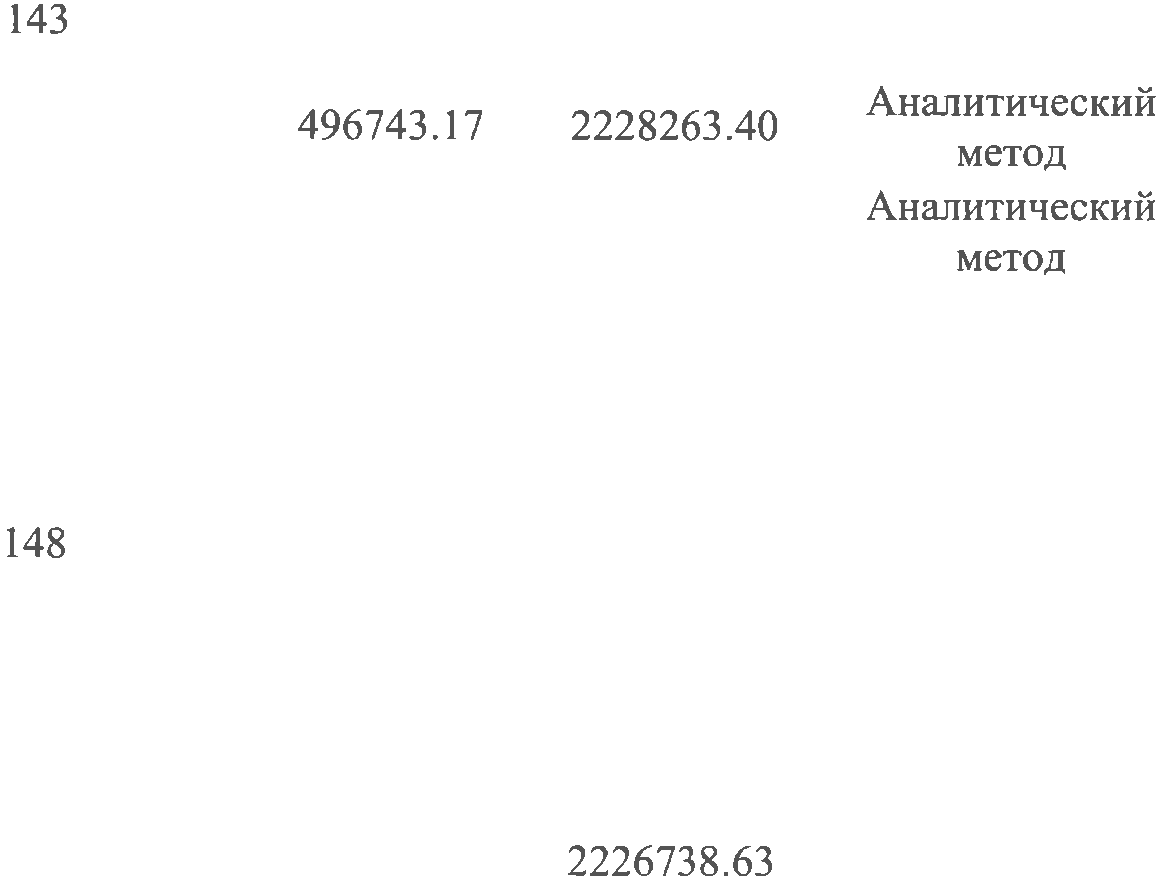 143
496743.17 2228263.40 Аналитический
метод
Аналитический
метод
148
2226738.63